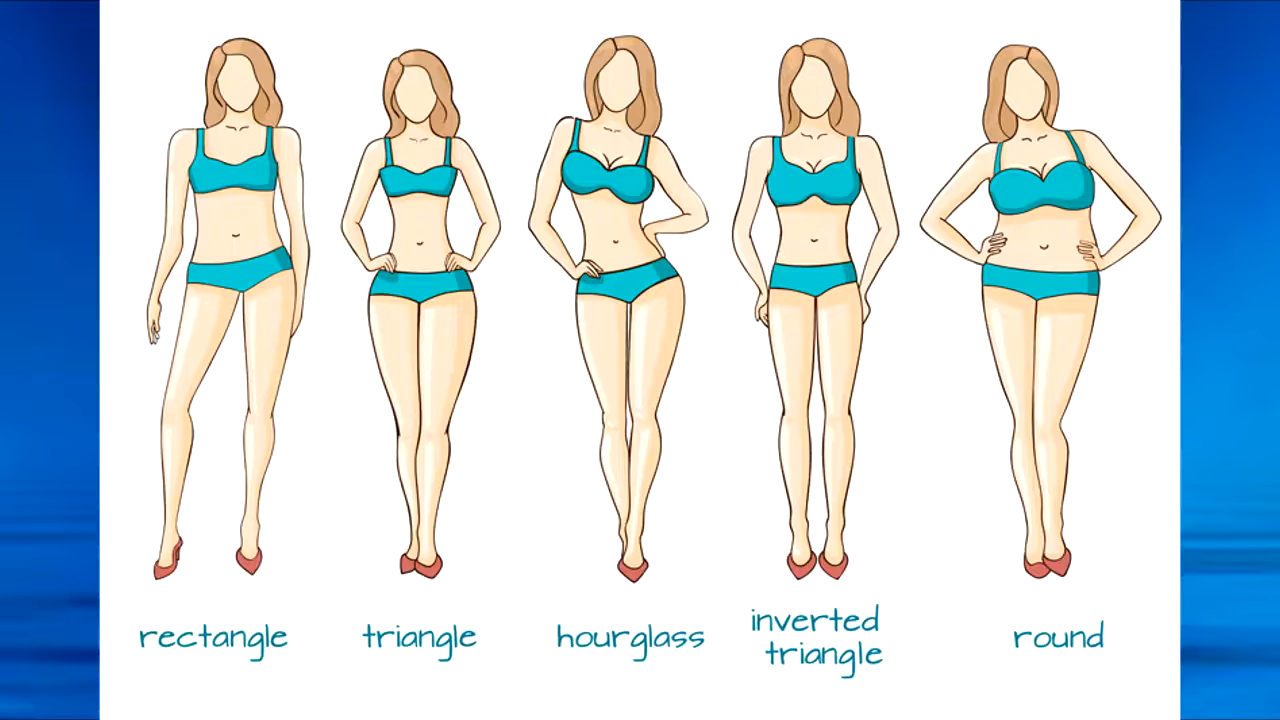 rectangle
triangle
hourglass
inverted
triangle
round